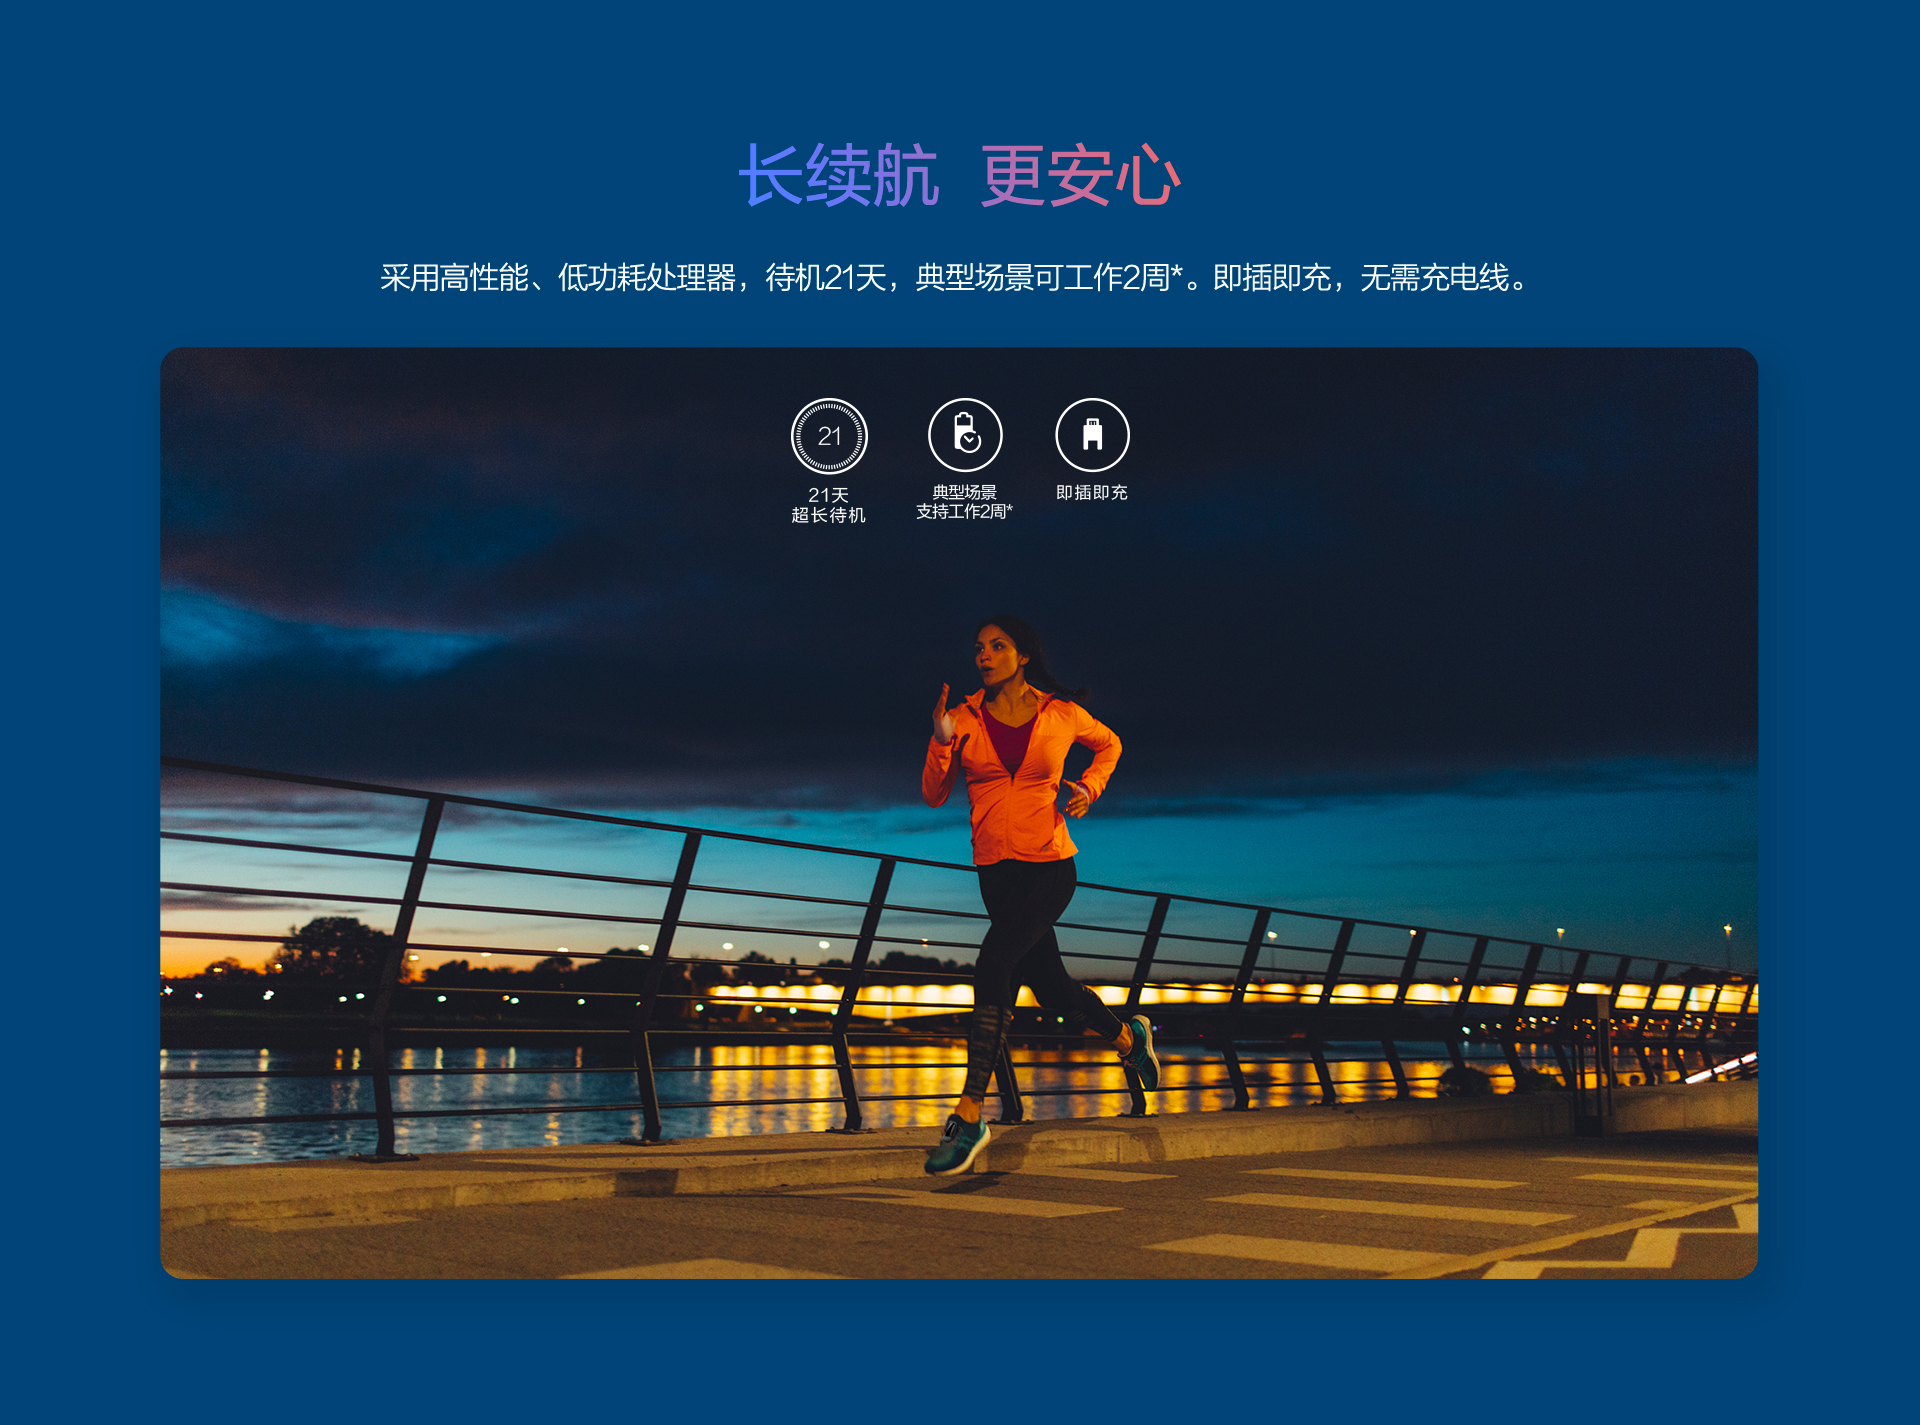 长续航 更安心
采用高性能、低功耗处理器，待机21天，典型场景可工作2周*。即插即充，无需充电线。
21
21天
超长待机
典型场景
支持工作2周*
即插即充